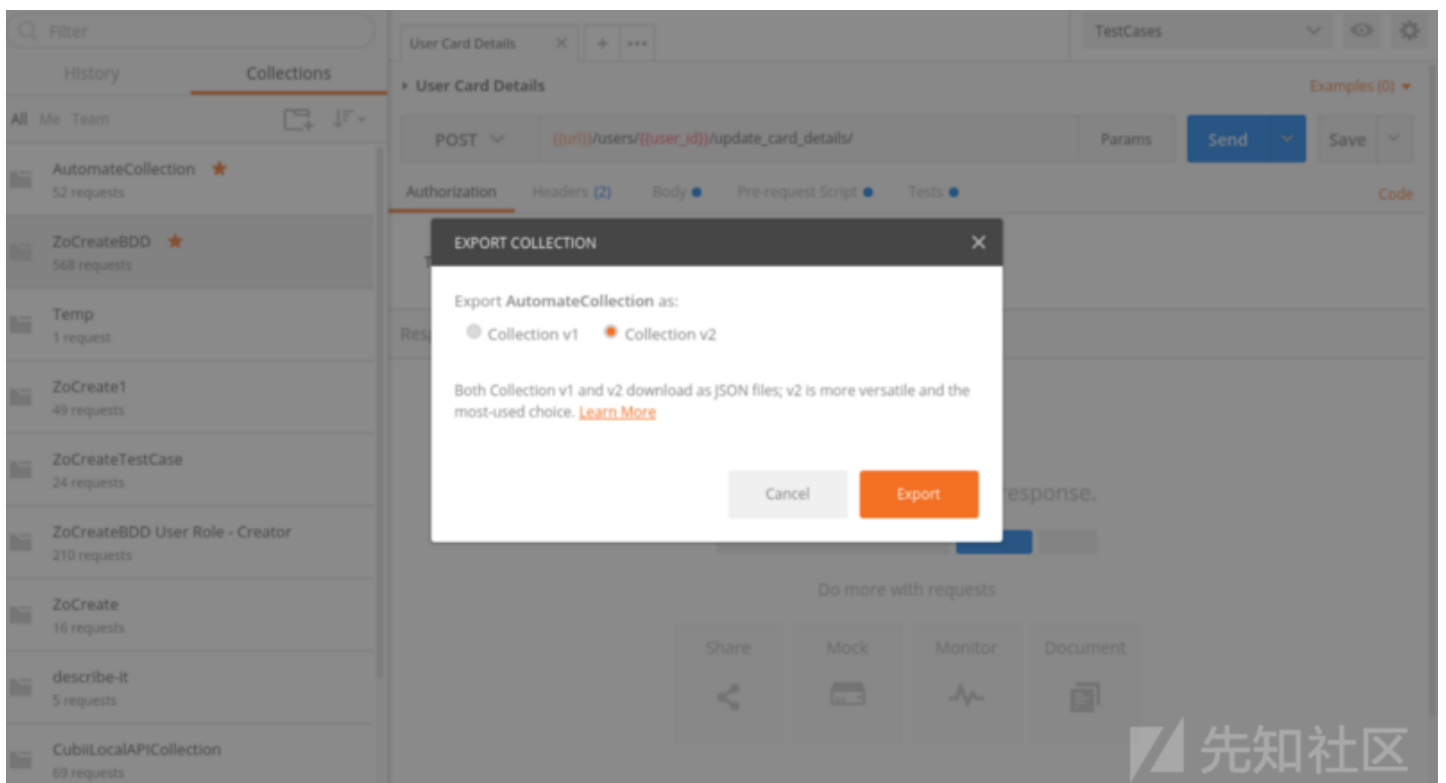 Filter
History Collections
All Me Team
AutomateCollection
52 requests
ZoCreateBDD
568 requests
Temp
1 request
ZoCreate1
49 requests
ZoCreateTestCase
24 requests
ZoCreateBDD User Role - Creator
210 requests
ZoCreate
16 requests
describe-it
5 requests
CubiiLocalAPICollection
69 requests
User Card Details
TestCases
User Card Details Examples (0)
POST {{url}}/users/{{user_id}}/update_card_details/ Params Send Save
Authorization Headers (2) Body Pre-request Script Tests Code
T
Res
EXPORT COLLECTION
Export AutomateCollection as:
Collection v1 Collection v2
Both Collection v1 and v2 download as JSON files; v2 is more versatile and the
most-used choice. Learn More
Cancel Export
response.
Do more with requests
Share Mock Monitor Document
先知社区